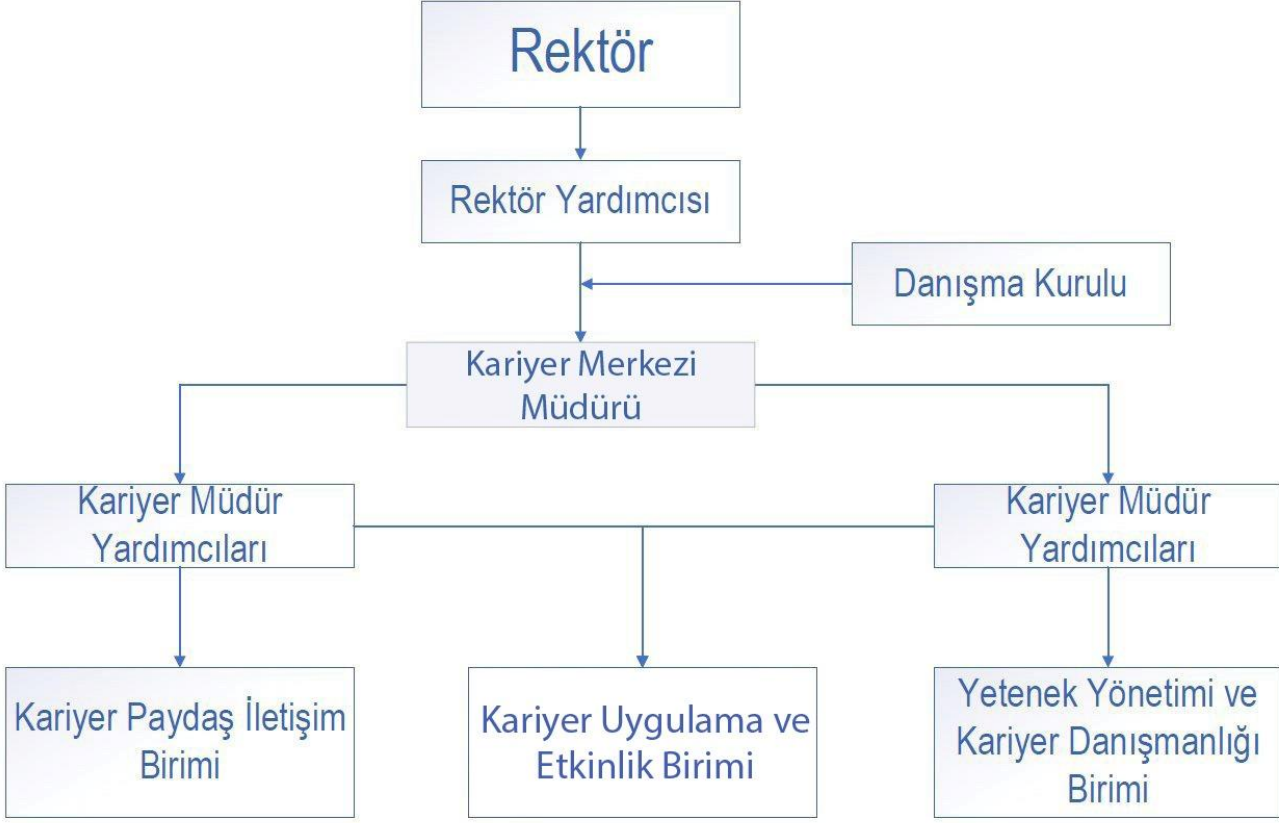 Rektör
Rektör Yardımcısı
Danışma Kurulu
Kariyer Merkezi
Müdürü
Kariyer Müdür
Yardımcıları
Kariyer Müdür
Yardımcıları
Kariyer Paydaş İletişim
Birimi
Kariyer Uygulama ve
Etkinlik Birimi
Yetenek Yönetimi ve
Kariyer Danışmanlığı
Birimi